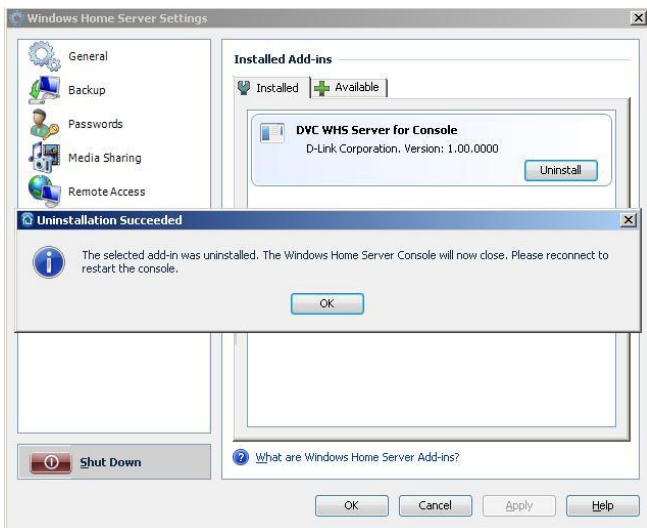 Windows Home Server Settings
General
Backup
Passwords
Media Sharing
Remote Access
Installed Add-ins
Installed
Available
DVC WHS Server for Console
D-Link Corporation. Version: 1.00.0000
Uninstall
Uninstallation Succeeded
The selected add-in was uninstalled. The Windows Home Server Console will now close. Please reconnect to
restart the console.
OK
Shut Down
What are Windows Home Server Add-ins?
OK
Cancel
Apply
Help